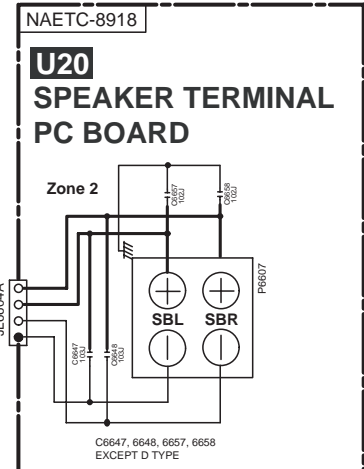 NAETC-8918
U20
SPEAKER TERMINAL
PC BOARD
Zone 2
C6657
102J
C6658
102J
P6607
SBL SBR
C6647
103J
C6648
103J
C6647, 6648, 6657, 6658
EXCEPT D TYPE